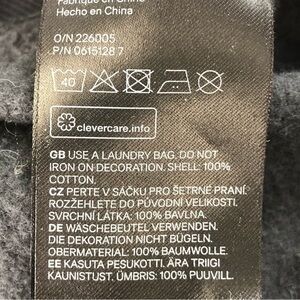 Fabriqué en Chine
Hecho en China
O/N 226005
P/N 0615128 7
40
clevercare.info
GB USE A LAUNDRY BAG. DO NOT
IRON ON DECORATION. SHELL: 100%
COTTON.
CZ PERTE V SÁČKU PRO ŠETRNÉ PRANÍ.
ROZŽEHLETE DO PŮVODNÍ VELIKOSTI.
SVRCHNÍ LÁTKA: 100% BAVLNA.
DE WÄSCHEBEUTEL VERWENDEN.
DIE DEKORATION NICHT BÜGELN.
OBERMATERIAL: 100% BAUMWOLLE.
EE KASUTA PESUKOTTI. ÄRA TRIIGI
KAUNISTUST, ÜMBRIS: 100% PUUVILL.